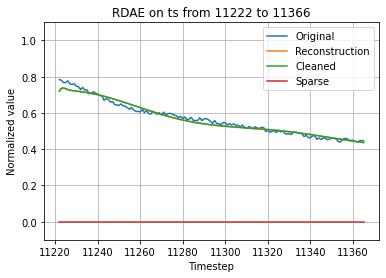 RDAE on ts from 11222 to 11366
Original
Reconstruction
Cleaned
Sparse
1.0
0.8
0.6
0.4
0.2
0.0
Normalized value
11220 11240 11260 11280 11300 11320 11340 11360
Timestep